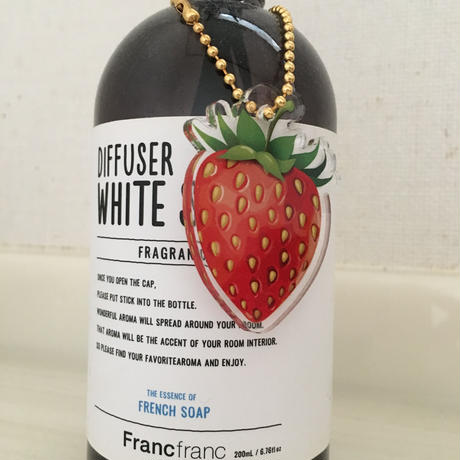 DIFFUSER
WHITE S
FRAGRAN
ONCE YOU OPEN THE CAP,
PLEASE PUT STICK INTO THE BOTTLE.
WONDERFUL AROMA WILL SPREAD AROUND YOUR ROOM.
THAT AROMA WILL BE THE ACCENT OF YOUR ROOM INTERIOR.
SO PLEASE FIND YOUR FAVORITEAROMA AND ENJOY.
THE ESSENCE OF
FRENCH SOAP
Francfranc 200mL / 6.76fl oz